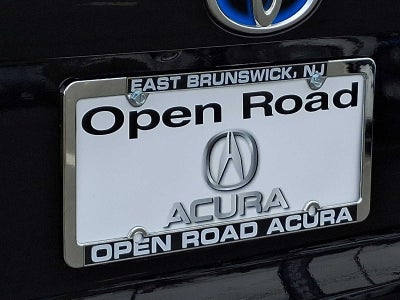 EAST BRUNSWICK, NJ
Open Road
ACURA
OPEN ROAD ACURA